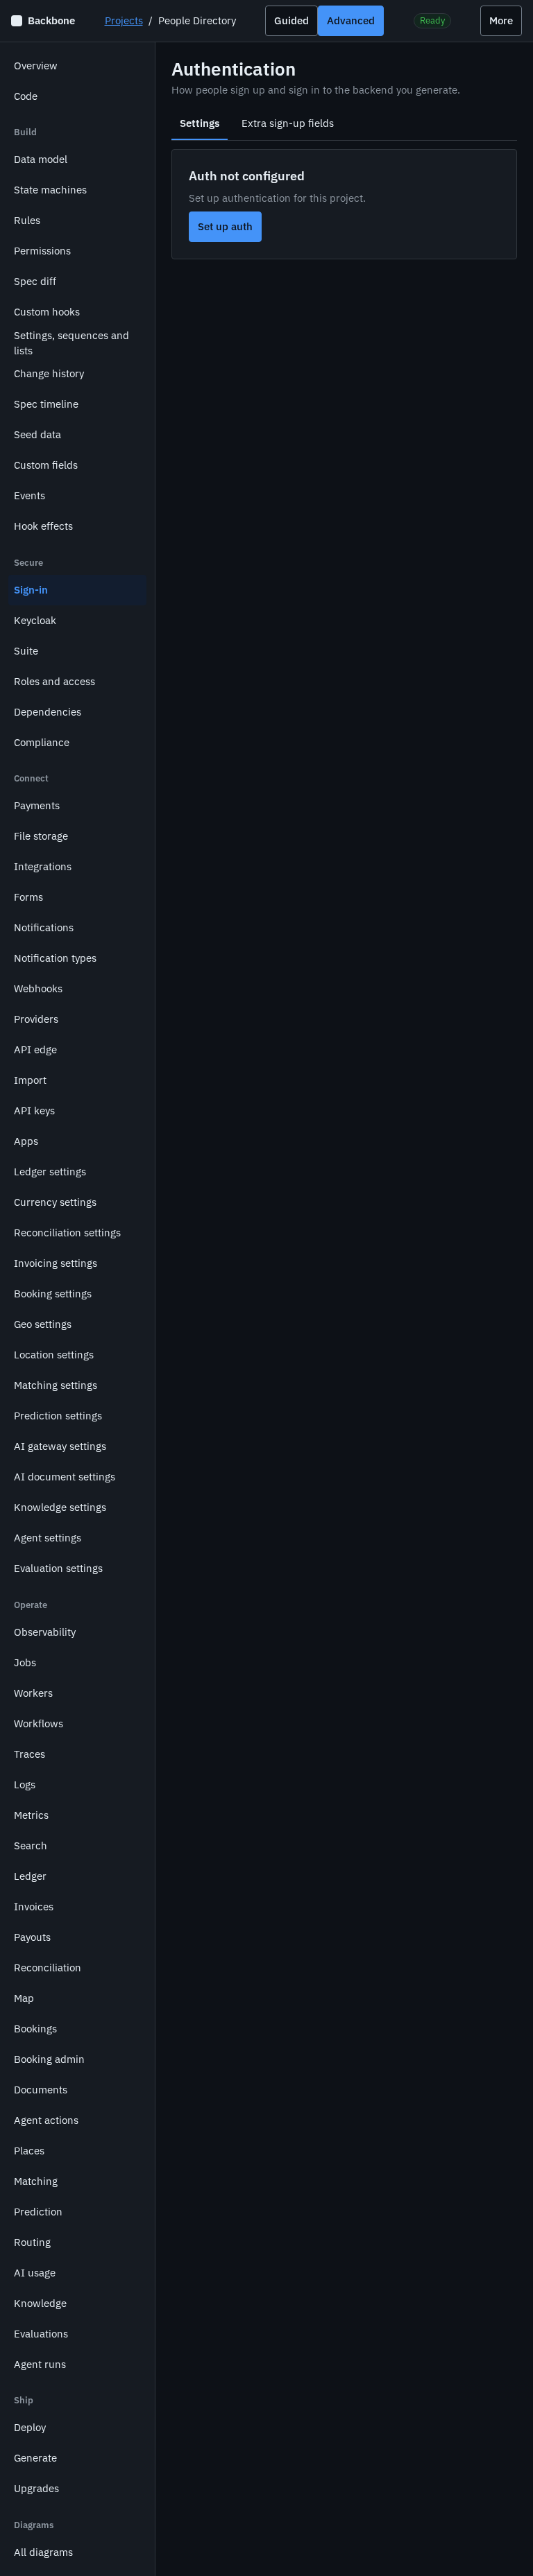 Backbone
Projects / People Directory
Guided
Advanced
Ready
More
Overview
Code
Build
Data model
State machines
Rules
Permissions
Spec diff
Custom hooks
Settings, sequences and
lists
Change history
Spec timeline
Seed data
Custom fields
Events
Hook effects
Secure
Sign-in
Keycloak
Suite
Roles and access
Dependencies
Compliance
Connect
Payments
File storage
Integrations
Forms
Notifications
Notification types
Webhooks
Providers
API edge
Import
API keys
Apps
Ledger settings
Currency settings
Reconciliation settings
Invoicing settings
Booking settings
Geo settings
Location settings
Matching settings
Prediction settings
AI gateway settings
AI document settings
Knowledge settings
Agent settings
Evaluation settings
Operate
Observability
Jobs
Workers
Workflows
Traces
Logs
Metrics
Search
Ledger
Invoices
Payouts
Reconciliation
Map
Bookings
Booking admin
Documents
Agent actions
Places
Matching
Prediction
Routing
AI usage
Knowledge
Evaluations
Agent runs
Ship
Deploy
Generate
Upgrades
Diagrams
All diagrams
Authentication
How people sign up and sign in to the backend you generate.
Settings
Extra sign-up fields
Auth not configured
Set up authentication for this project.
Set up auth